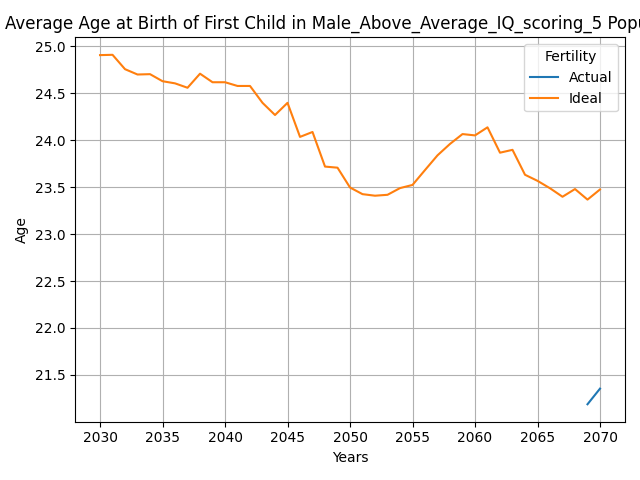 Average Age at Birth of First Child in Male_Above_Average_IQ_scoring_5
25.0
24.5
24.0
23.5
23.0
22.5
22.0
21.5
Age
Fertility
Actual
Ideal
2030 2035 2040 2045 2050 2055 2060 2065 2070
Years